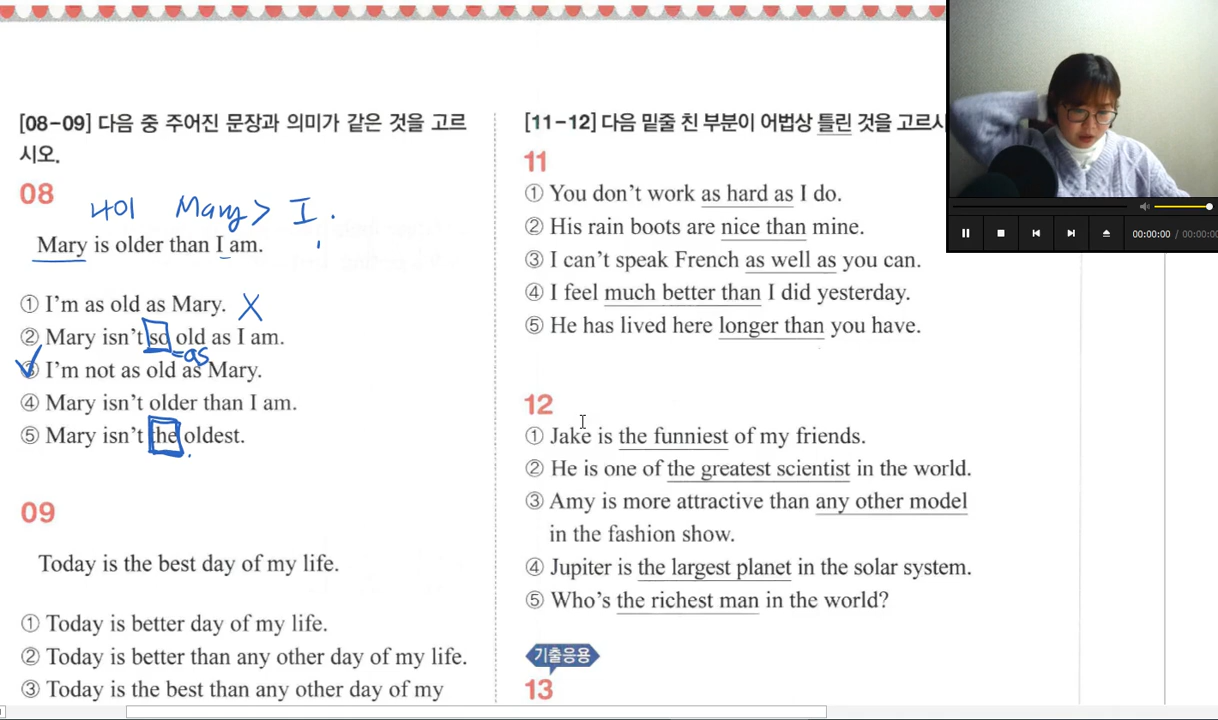 [08-09] 다음 중 주어진 문장과 의미가 같은 것을 고르
시오.
08
나이 Mary > I.
Mary is older than I am.
① I'm as old as Mary. X
② Mary isn't so old as I am.
=as
③ I'm not as old as Mary.
④ Mary isn't older than I am.
⑤ Mary isn't the oldest.
09
Today is the best day of my life.
① Today is better day of my life.
② Today is better than any other day of my life.
③ Today is the best than any other day of my
[11-12] 다음 밑줄 친 부분이 어법상 틀린 것을 고르시
11
① You don't work as hard as I do.
② His rain boots are nice than mine.
③ I can't speak French as well as you can.
④ I feel much better than I did yesterday.
⑤ He has lived here longer than you have.
12
① Jake is the funniest of my friends.
② He is one of the greatest scientist in the world.
③ Amy is more attractive than any other model
in the fashion show.
④ Jupiter is the largest planet in the solar system.
⑤ Who's the richest man in the world?
기출응용
13
00:00:00 / 00:00:00